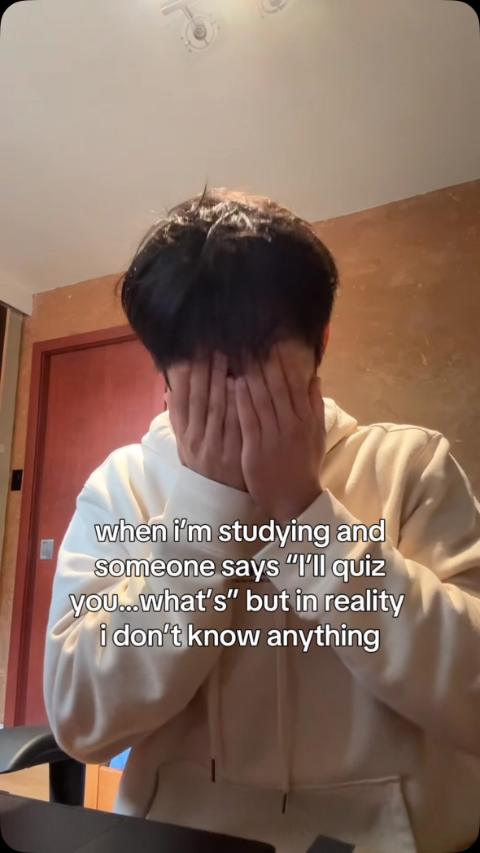 when i’m studying and
someone says “I’ll quiz
you...what’s” but in reality
i don’t know anything